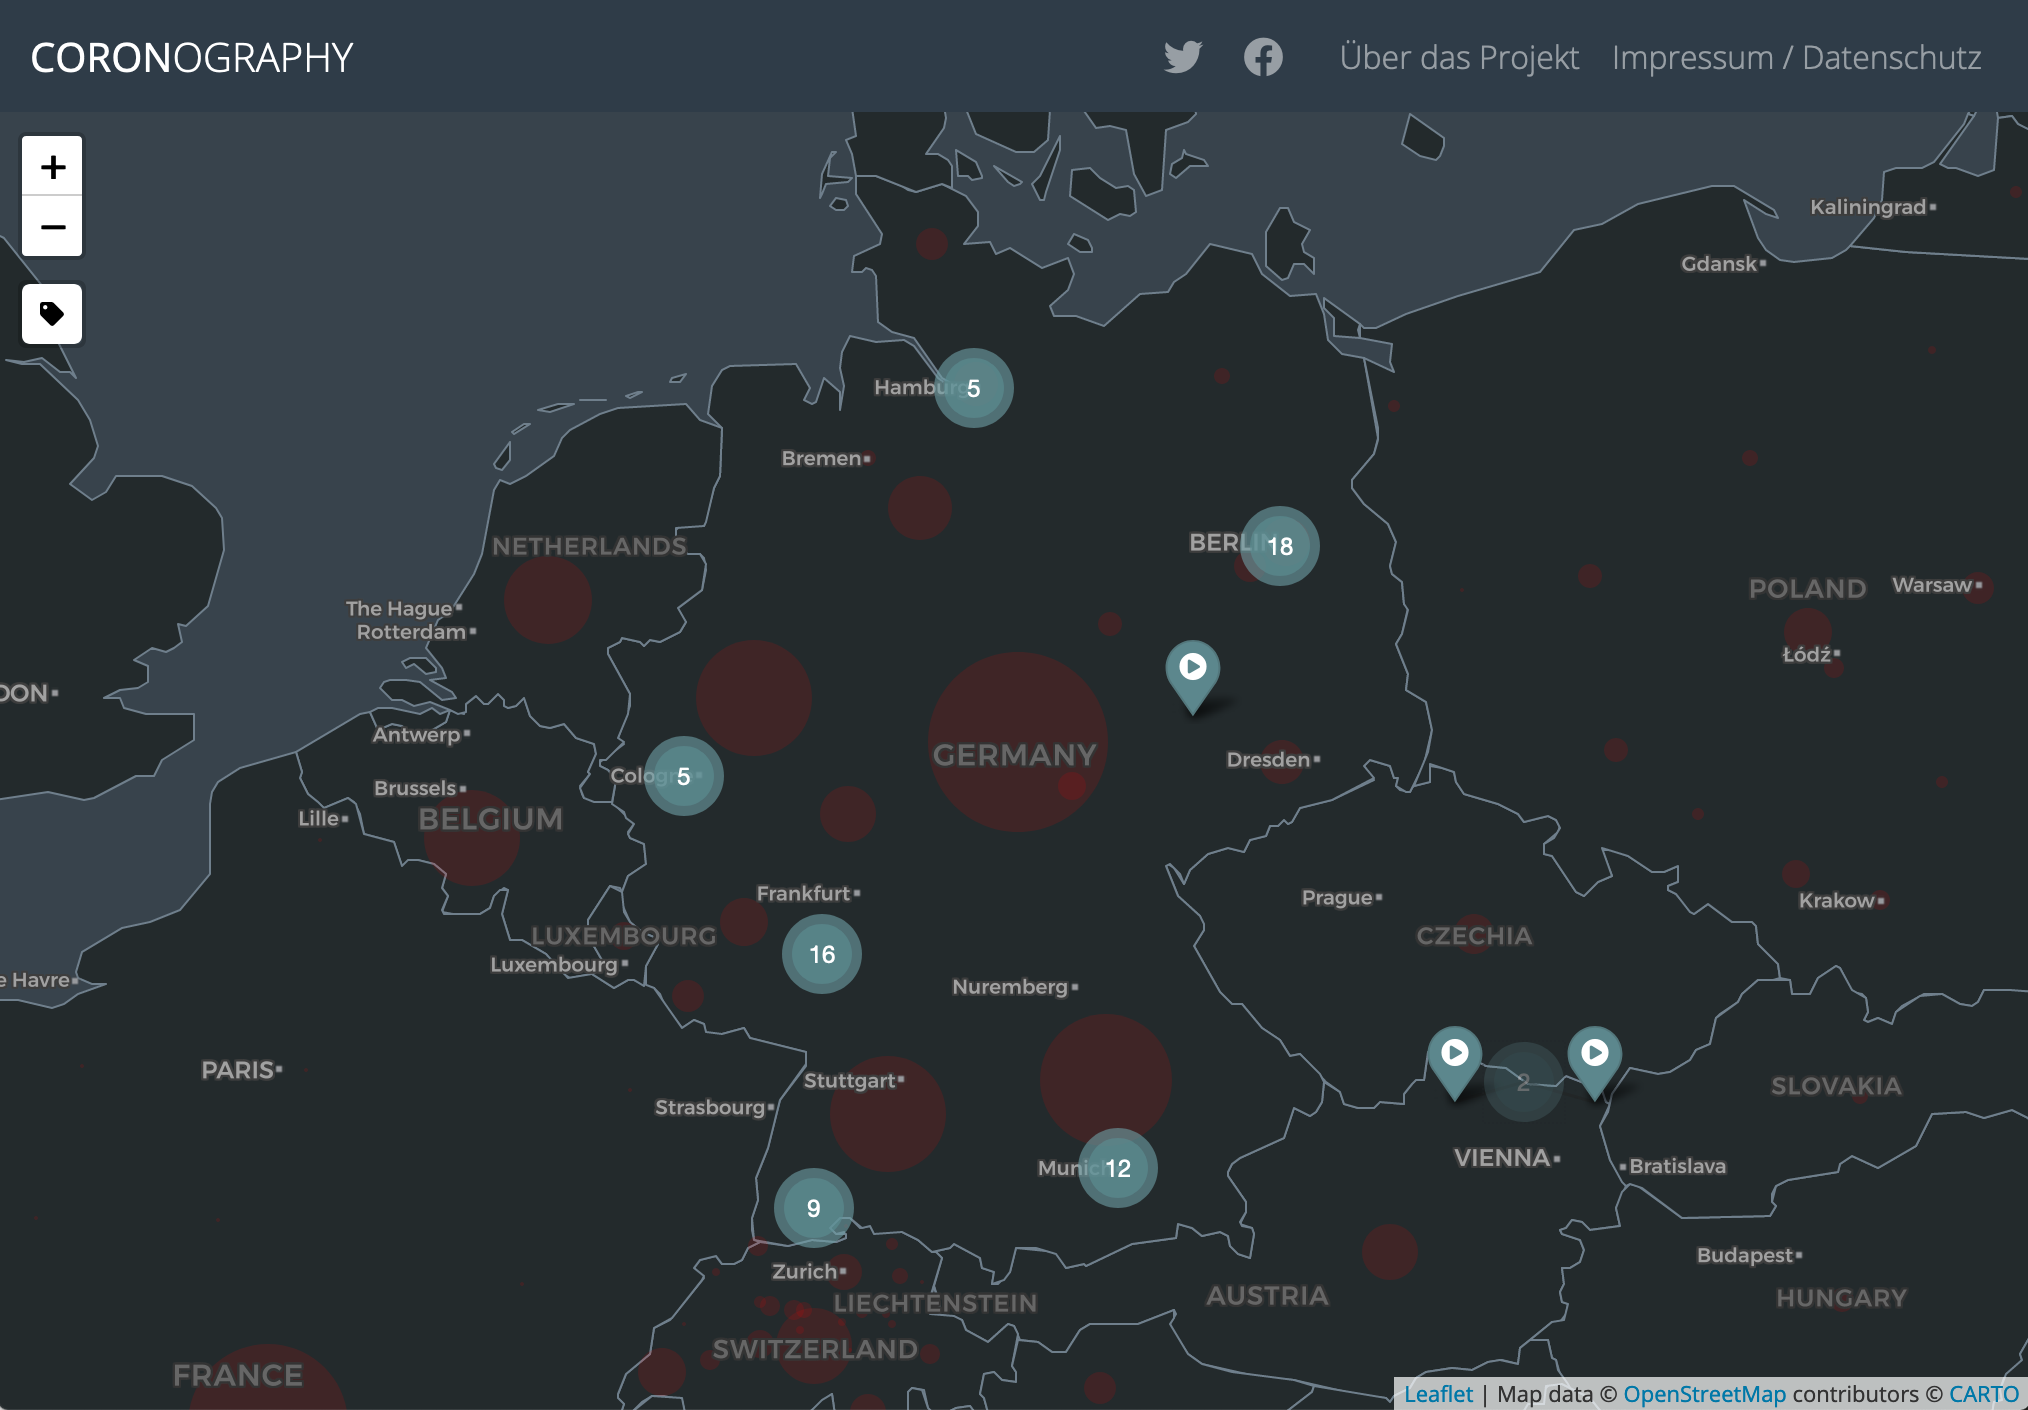 CORONOGRAPHY
Über das Projekt
Impressum / Datenschutz
+
−
Kaliningrad
Gdansk
Hamburg
5
Bremen
NETHERLANDS
BERLIN
18
The Hague
Rotterdam
POLAND
Warsaw
Łódź
Antwerp
GERMANY
Dresden
Cologne
5
Brussels
BELGIUM
Lille
Frankfurt
Prague
Krakow
LUXEMBOURG
16
CZECHIA
Luxembourg
e Havre
Nuremberg
PARIS
Stuttgart
2
SLOVAKIA
Strasbourg
Munich
12
VIENNA
Bratislava
9
Zurich
Budapest
LIECHTENSTEIN
AUSTRIA
HUNGARY
SWITZERLAND
FRANCE
Leaflet | Map data © OpenStreetMap contributors © CARTO